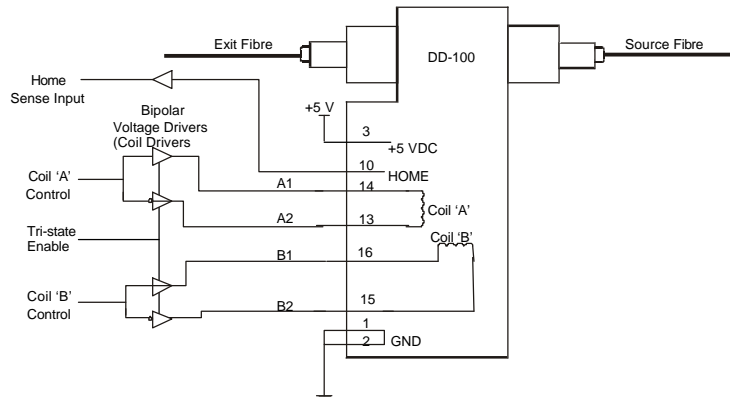 Exit Fibre
DD-100
Source Fibre
Home
Sense Input
Bipolar
Voltage Drivers
(Coil Drivers
+5 V
3
+5 VDC
10
HOME
Coil ‘A’
Control
A1
14
Coil ‘A’
A2
13
Tri-state
Enable
Coil ‘B’
B1
16
Coil ‘B’
Control
B2
15
1
2
GND